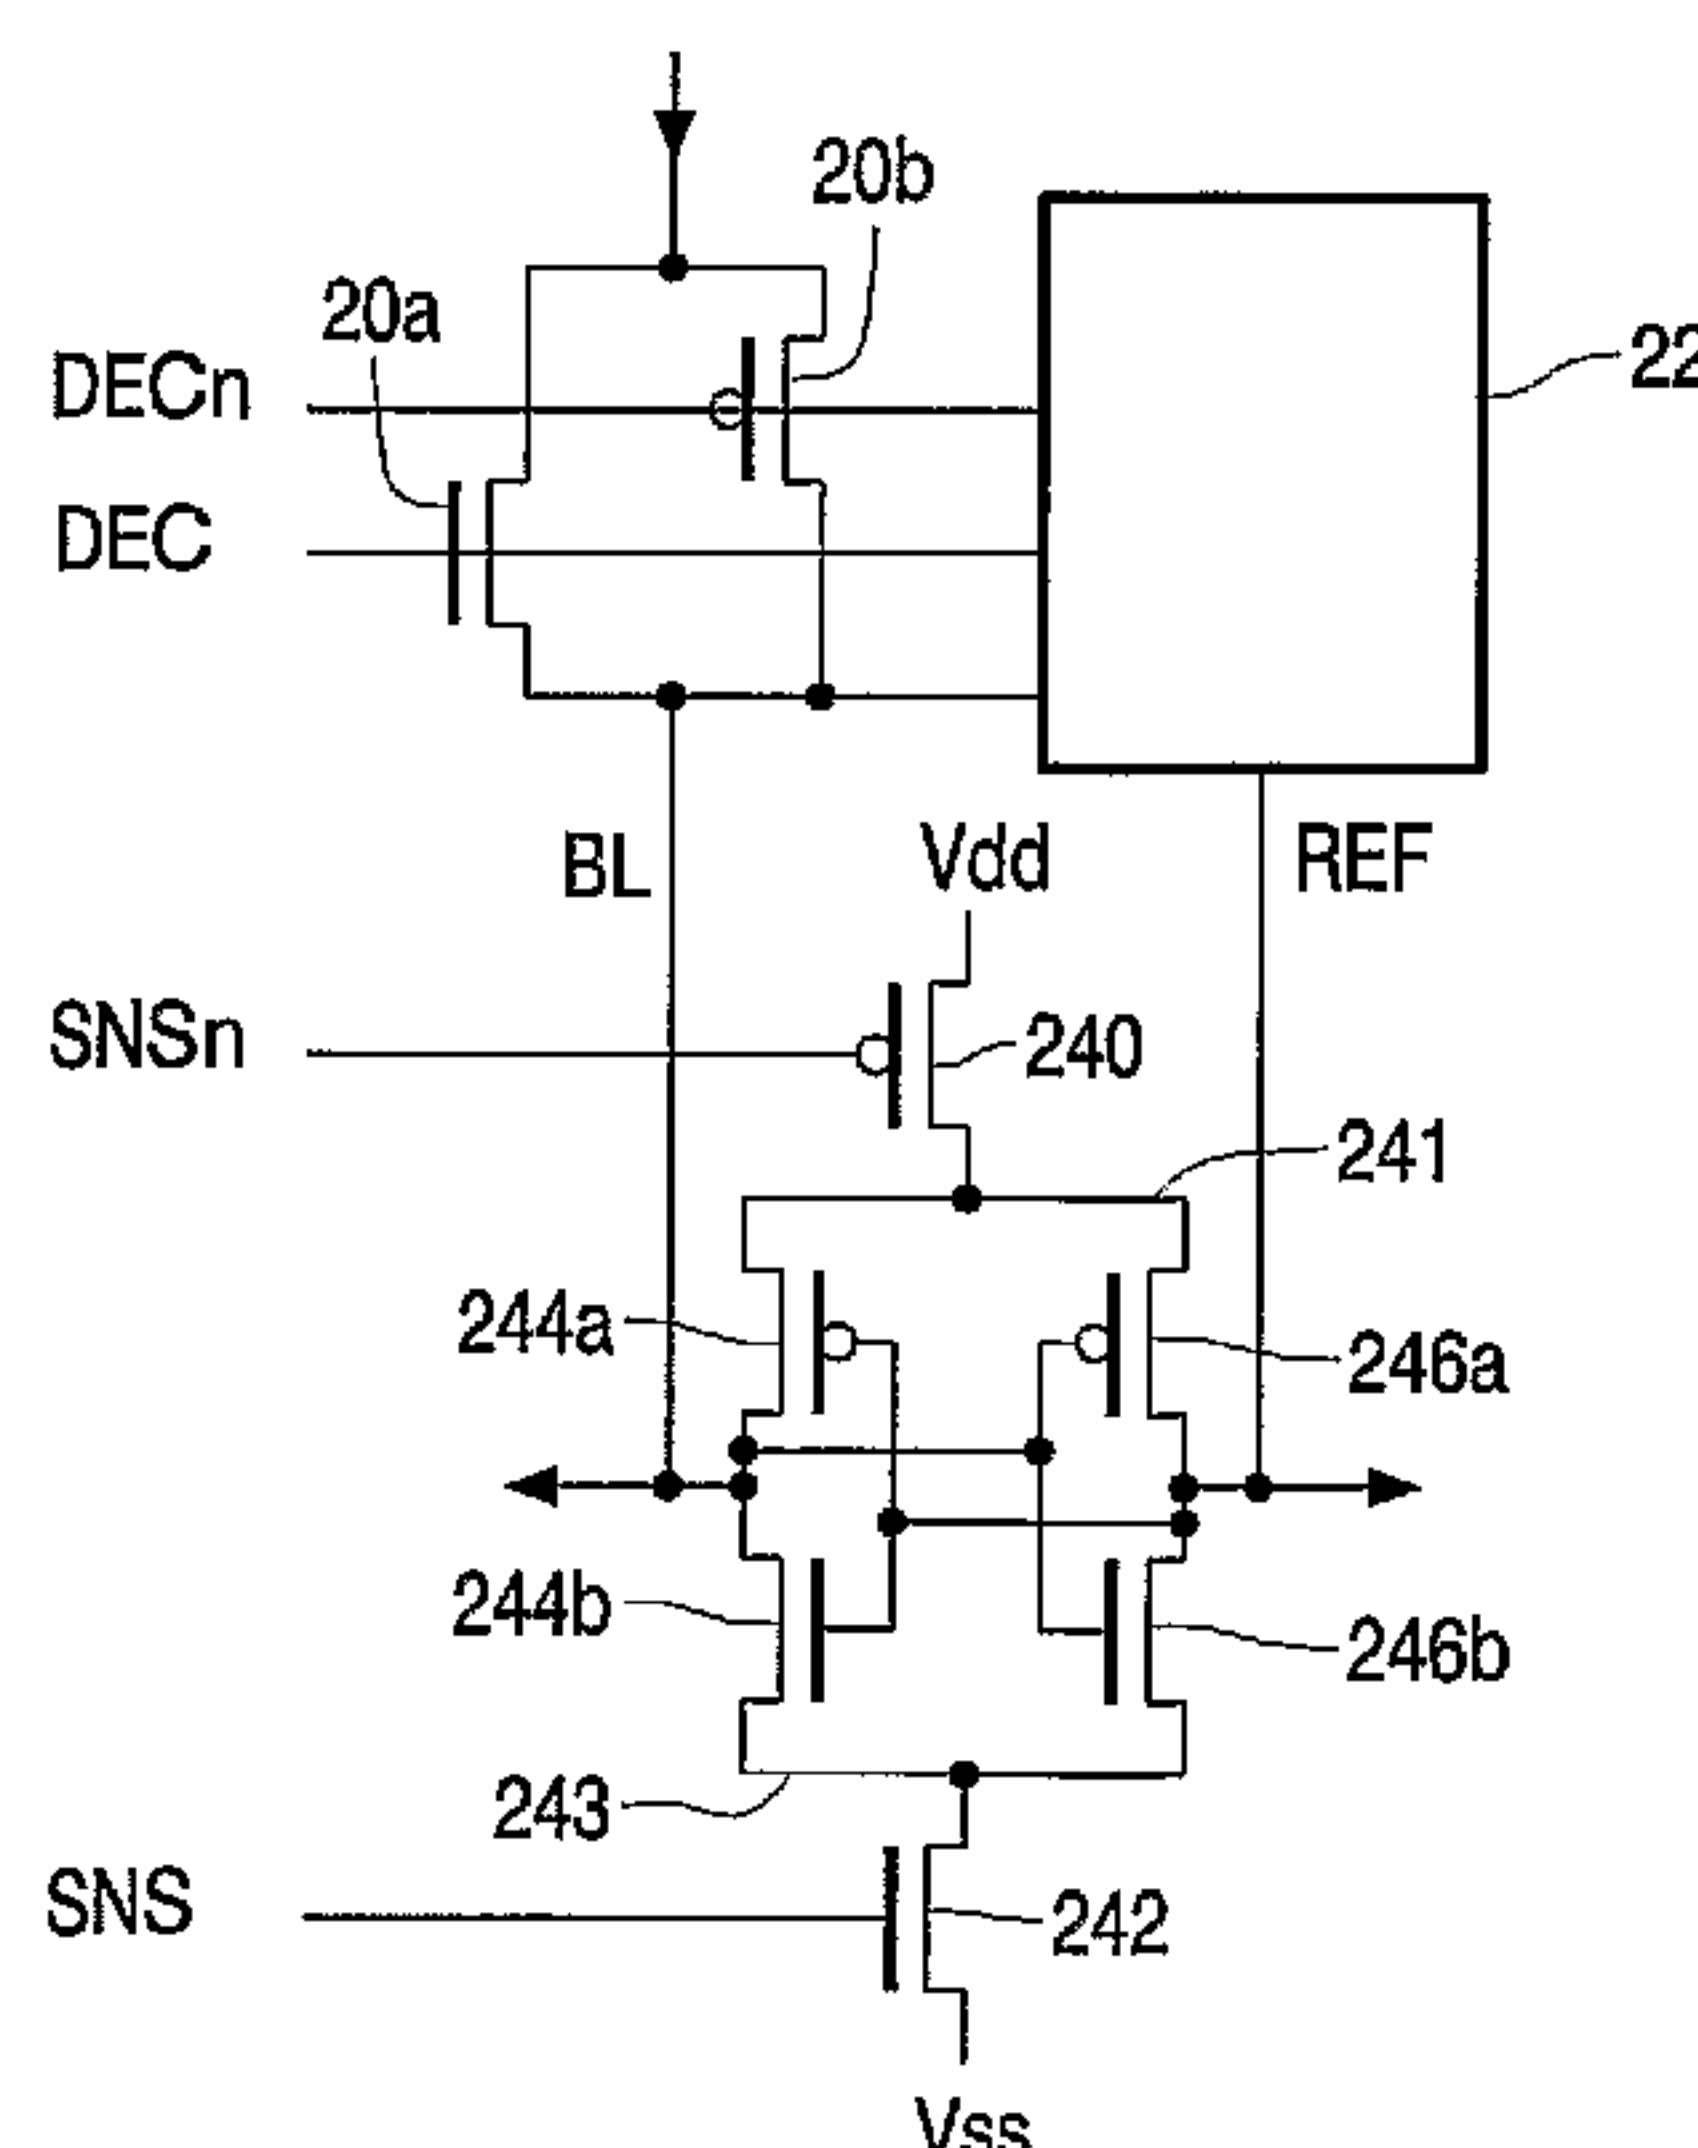 20b
20a
DECn
22
DEC
BL
Vdd
REF
SNSn
240
241
244a
246a
244b
246b
243
SNS
242
Vss